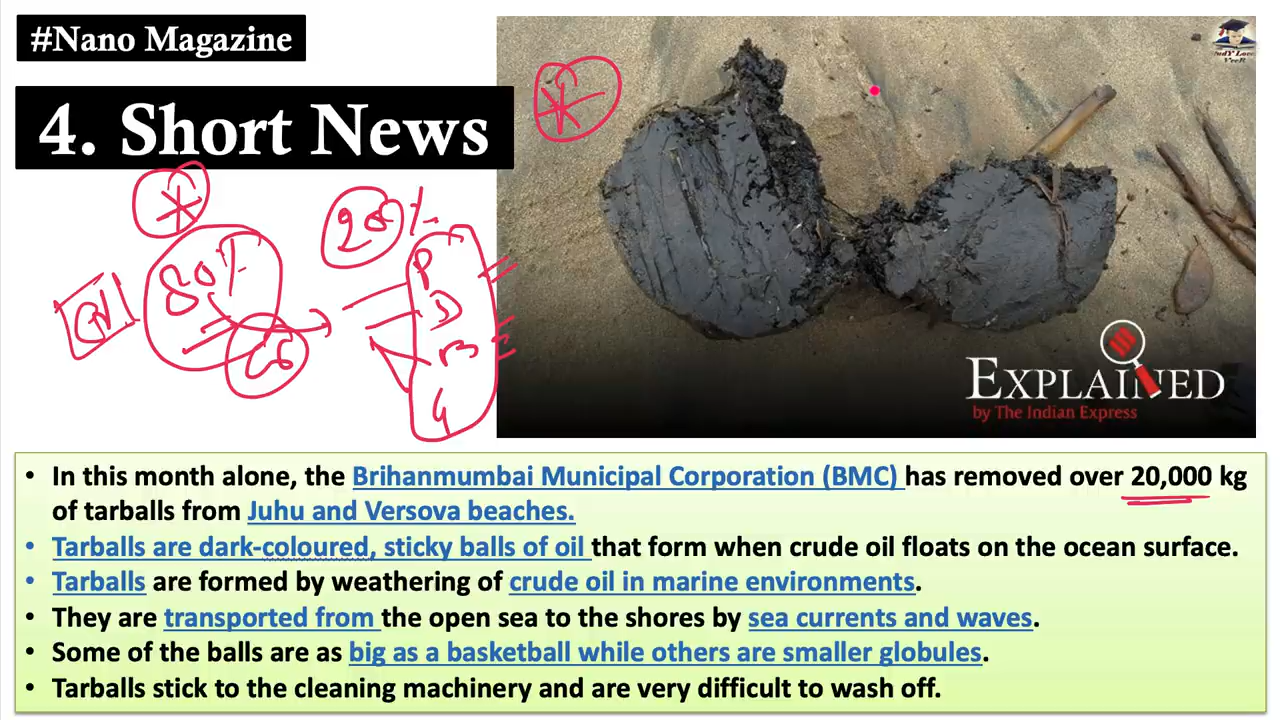 #Nano Magazine
4. Short News
80%
20%
P
D
B
G
EXPLAINED
by The Indian Express
• In this month alone, the Brihanmumbai Municipal Corporation (BMC) has removed over 20,000 kg
of tarballs from Juhu and Versova beaches.
• Tarballs are dark-coloured, sticky balls of oil that form when crude oil floats on the ocean surface.
• Tarballs are formed by weathering of crude oil in marine environments.
• They are transported from the open sea to the shores by sea currents and waves.
• Some of the balls are as big as a basketball while others are smaller globules.
• Tarballs stick to the cleaning machinery and are very difficult to wash off.